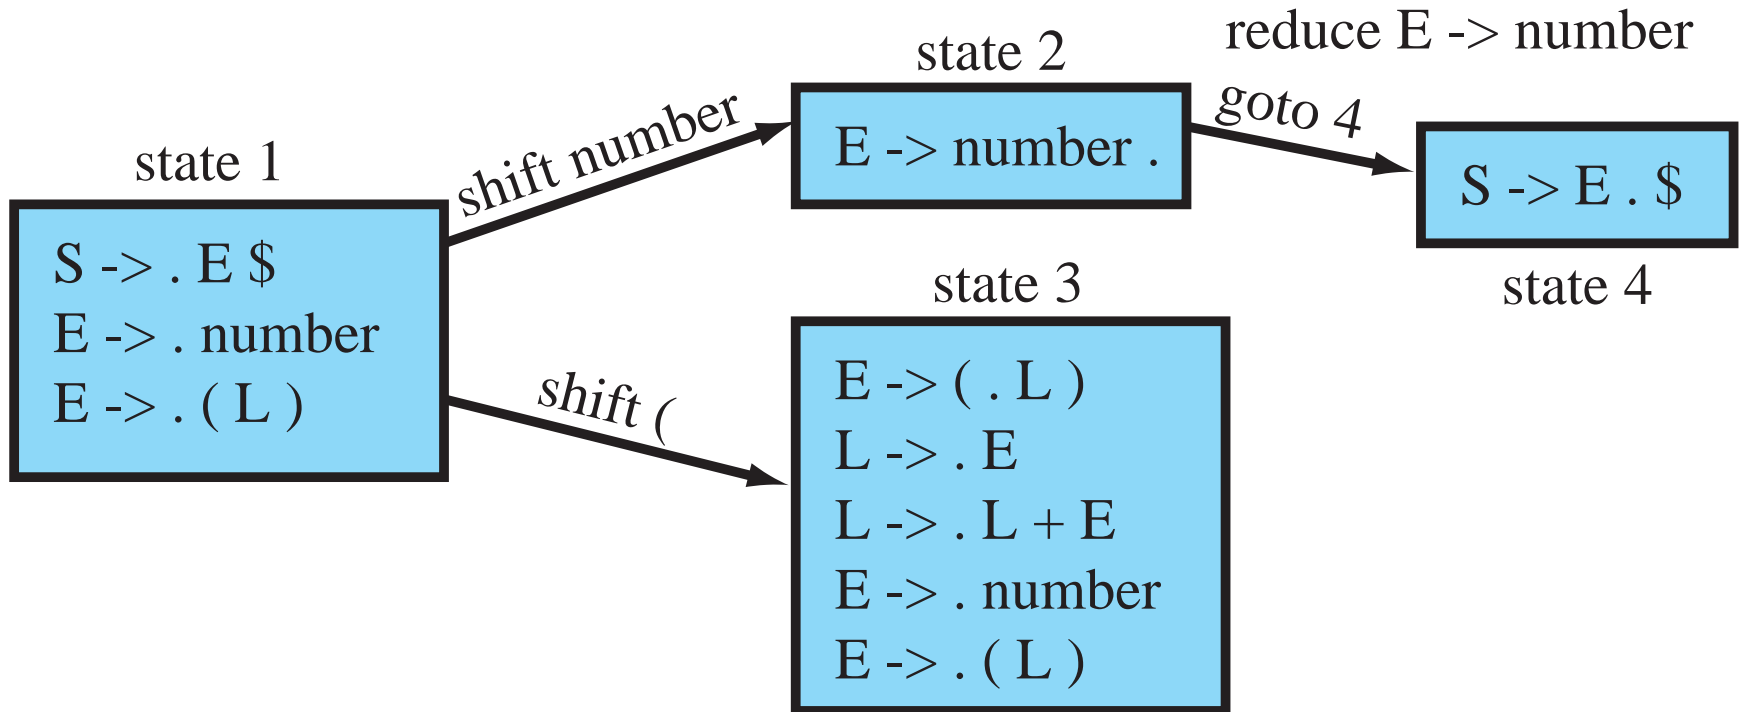 state 1
S -> . E $
E -> . number
E -> . ( L )
shift number
shift (
state 2
E -> number .
state 3
E -> ( . L )
L -> . E
L -> . L + E
E -> . number
E -> . ( L )
reduce E -> number
goto 4
S -> E . $
state 4